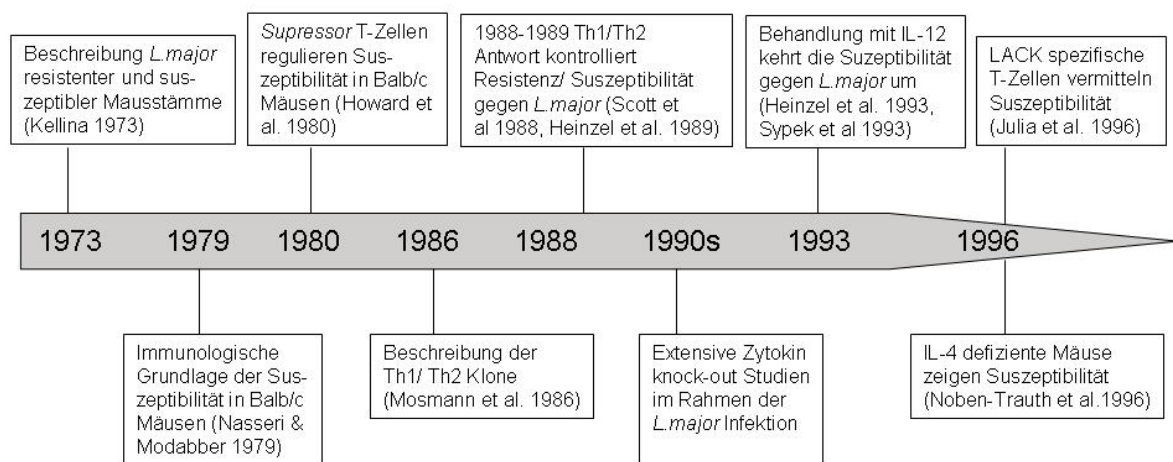 Beschreibung L.major
resistenter und sus-
zeptibler Mausstämme
(Kellina 1973)
Supressor T-Zellen
regulieren Sus-
zeptibilität in Balb/c
Mäusen (Howard et
al. 1980)
1988-1989 Th1/Th2
Antwort kontrolliert
Resistenz/ Suszeptibilität
gegen L.major (Scott et
al 1988, Heinzel et al. 1989)
Behandlung mit IL-12
kehrt die Suzeptibilität
gegen L.major um
(Heinzel et al. 1993,
Sypek et al 1993)
LACK spezifische
T-Zellen vermitteln
Suszeptibilität
(Julia et al. 1996)
1973 1979 1980 1986 1988 1990s 1993 1996
Immunologische
Grundlage der Sus-
zeptibilität in Balb/c
Mäusen (Nasseri &
Modabber 1979)
Beschreibung der
Th1/ Th2 Klone
(Mosmann et al. 1986)
Extensive Zytokin
knock-out Studien
im Rahmen der
L.major Infektion
IL-4 defiziente Mäuse
zeigen Suszeptibilität
(Noben-Trauth et al.1996)